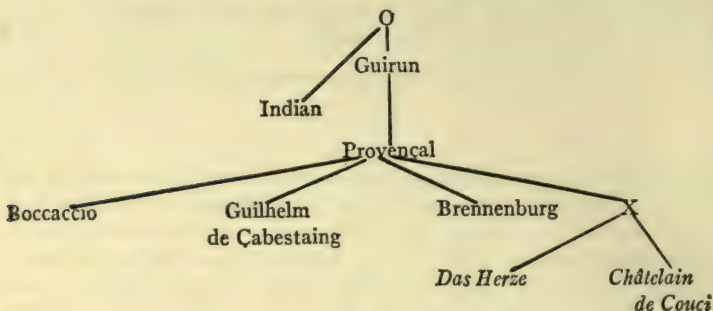 O
Guirun
Indian
Provençal
Boccaccio
Guilhelm
de Çabestaing
Brennenburg
X
Das Herze
Châtelain
de Couci